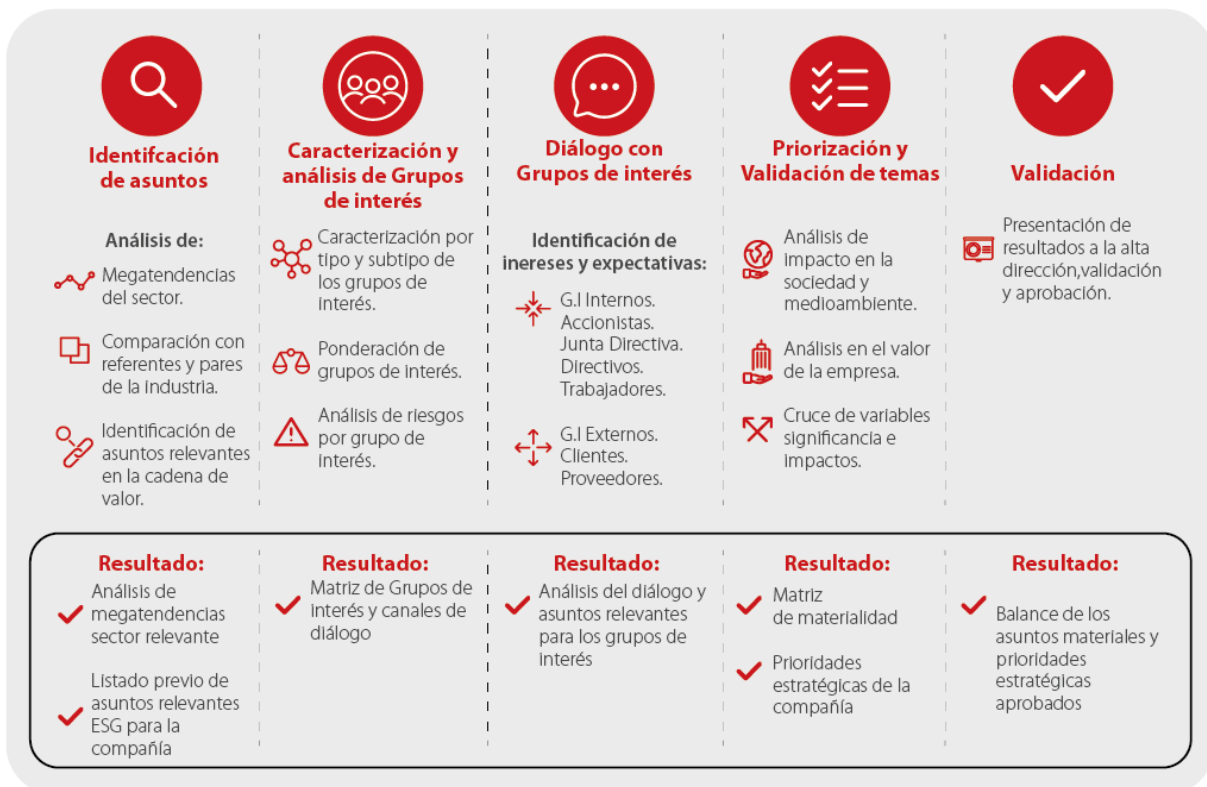 Identifcación
de asuntos
Análisis de:
Megatendencias
del sector.
Comparación con
referentes y pares
de la industria.
Identificación de
asuntos relevantes
en la cadena de
valor.
Caracterización y
análisis de Grupos
de interés
Caracterización por
tipo y subtipo de
los grupos de
interés.
Ponderación de
grupos de interés.
Análisis de riesgos
por grupo de
interés.
Diálogo con
Grupos de interés
Identificación de
inereses y expectativas:
G.I Internos.
Accionistas.
Junta Directiva.
Directivos.
Trabajadores.
G.I Externos.
Clientes.
Proveedores.
Priorización y
Validación de temas
Análisis de
impacto en la
sociedad y
medioambiente.
Análisis en el valor
de la empresa.
Cruce de variables
significancia e
impactos.
Validación
Presentación de
resultados a la alta
dirección,validación
y aprobación.
Resultado:
Análisis de
megatendencias
sector relevante
Listado previo de
asuntos relevantes
ESG para la
compañía
Resultado:
Matriz de Grupos de
interés y canales de
diálogo
Resultado:
Análisis del diálogo y
asuntos relevantes
para los grupos de
interés
Resultado:
Matriz
de materialidad
Prioridades
estratégicas de la
compañía
Resultado:
Balance de los
asuntos materiales y
prioridades
estratégicas
aprobados